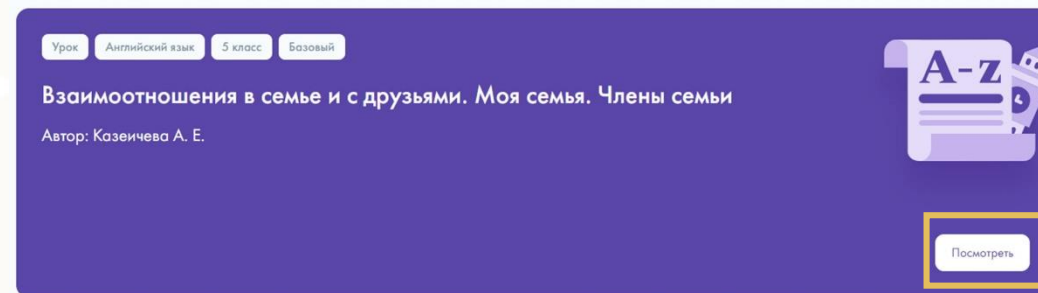 Урок Английский язык 5 класс Базовый
A-z
Взаимоотношения в семье и с друзьями. Моя семья. Члены семьи
Автор: Казеичева А. Е.
Посмотреть